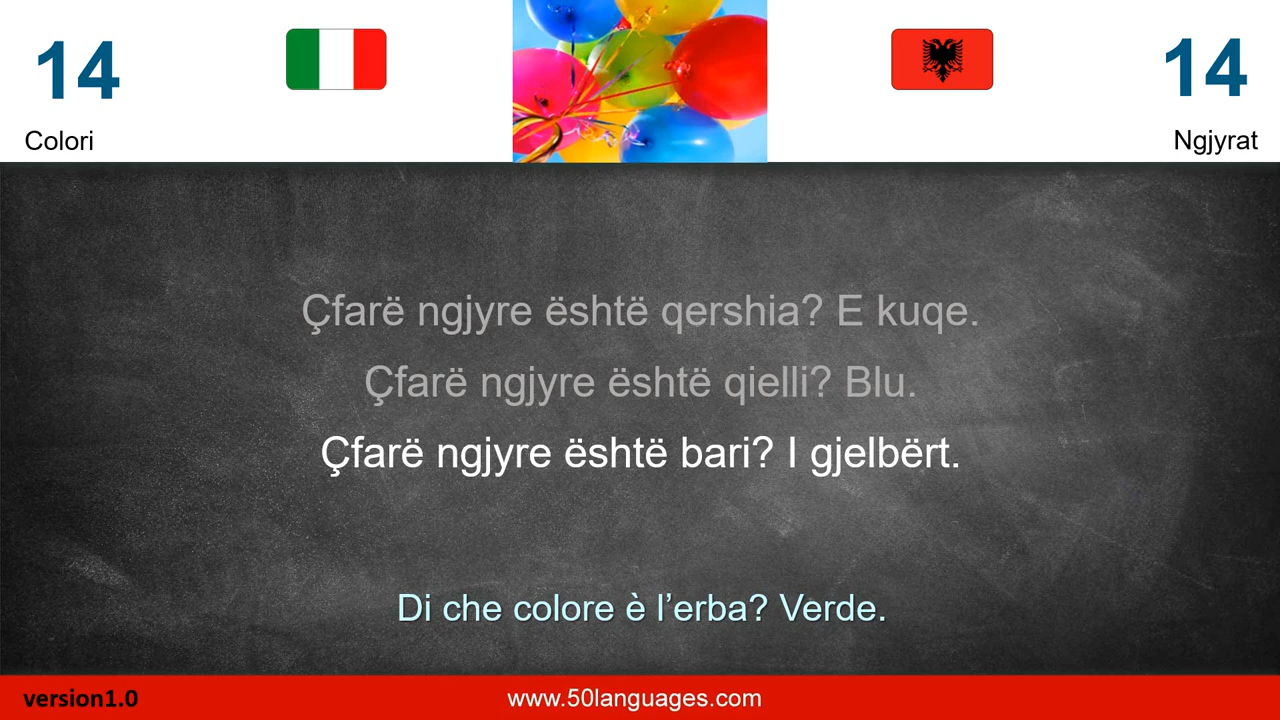 14
14
Colori
Ngjyrat
Çfarë ngjyre është qershia? E kuqe.
Çfarë ngjyre është qielli? Blu.
Çfarë ngjyre është bari? I gjelbërt.
Di che colore è l’erba? Verde.
version1.0
www.50languages.com